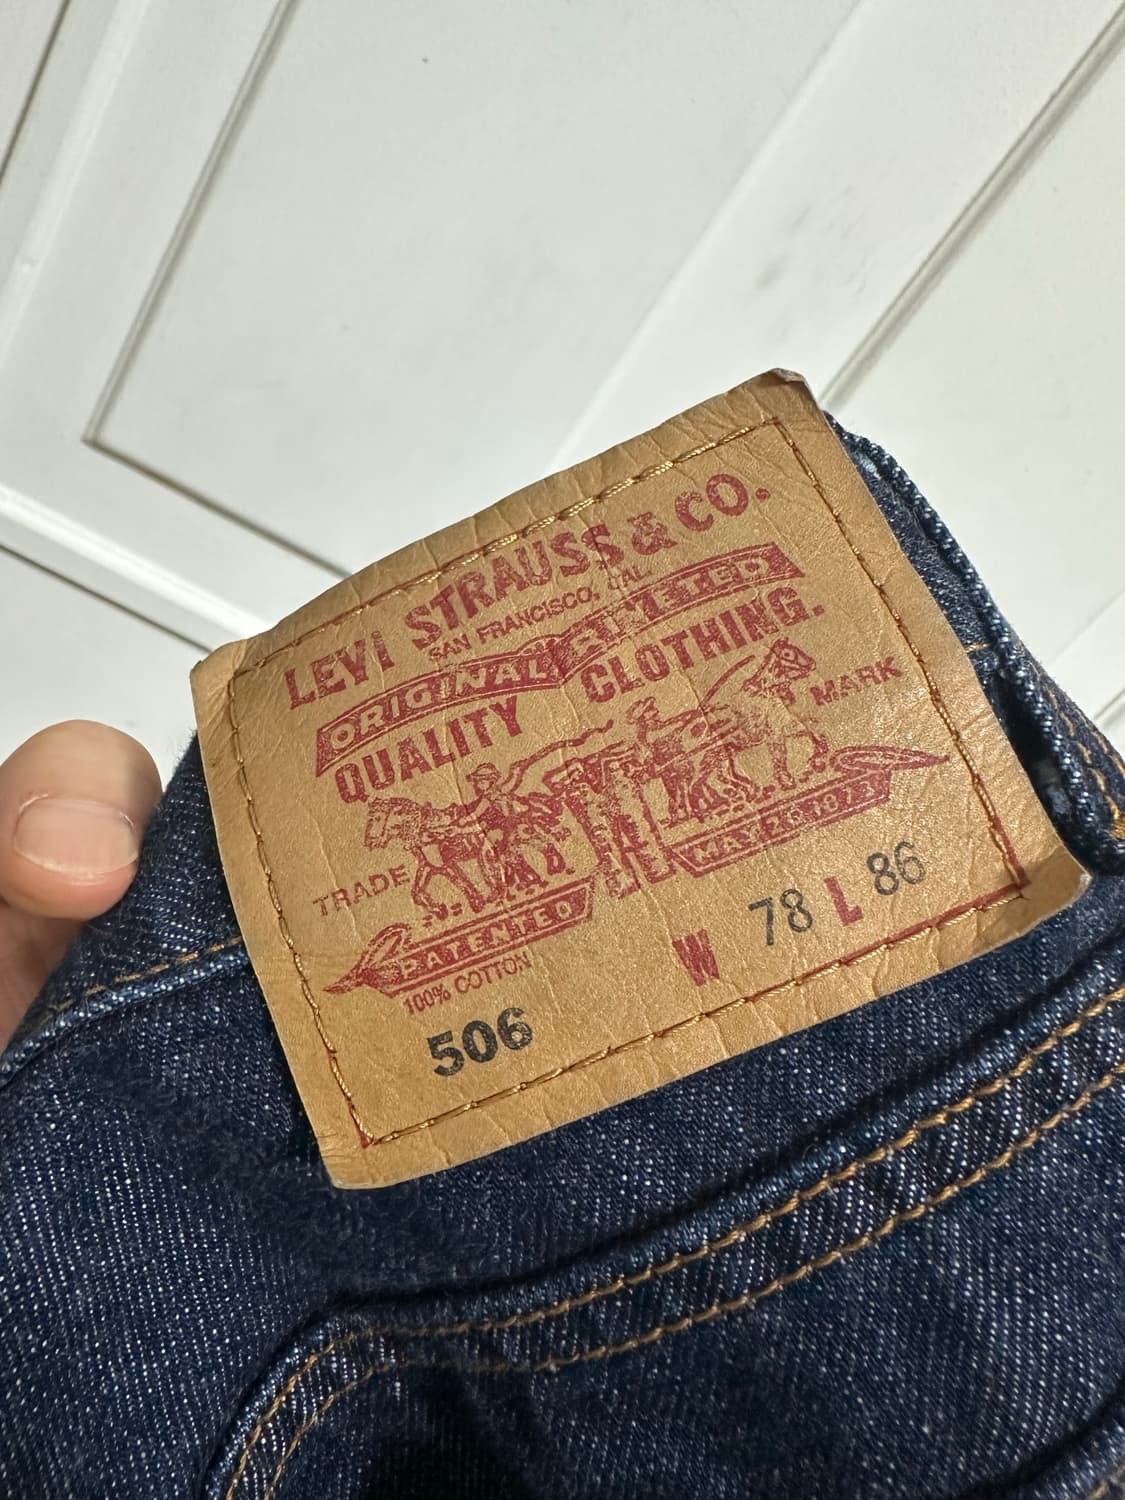 LEVI STRAUSS & CO.
SAN FRANCISCO, CAL
ORIGINAL RIVETED
QUALITY CLOTHING.
TRADE MARK
PATENTED IN U.S. MAY 20 1873
100% COTTON
506 W 78 L 86